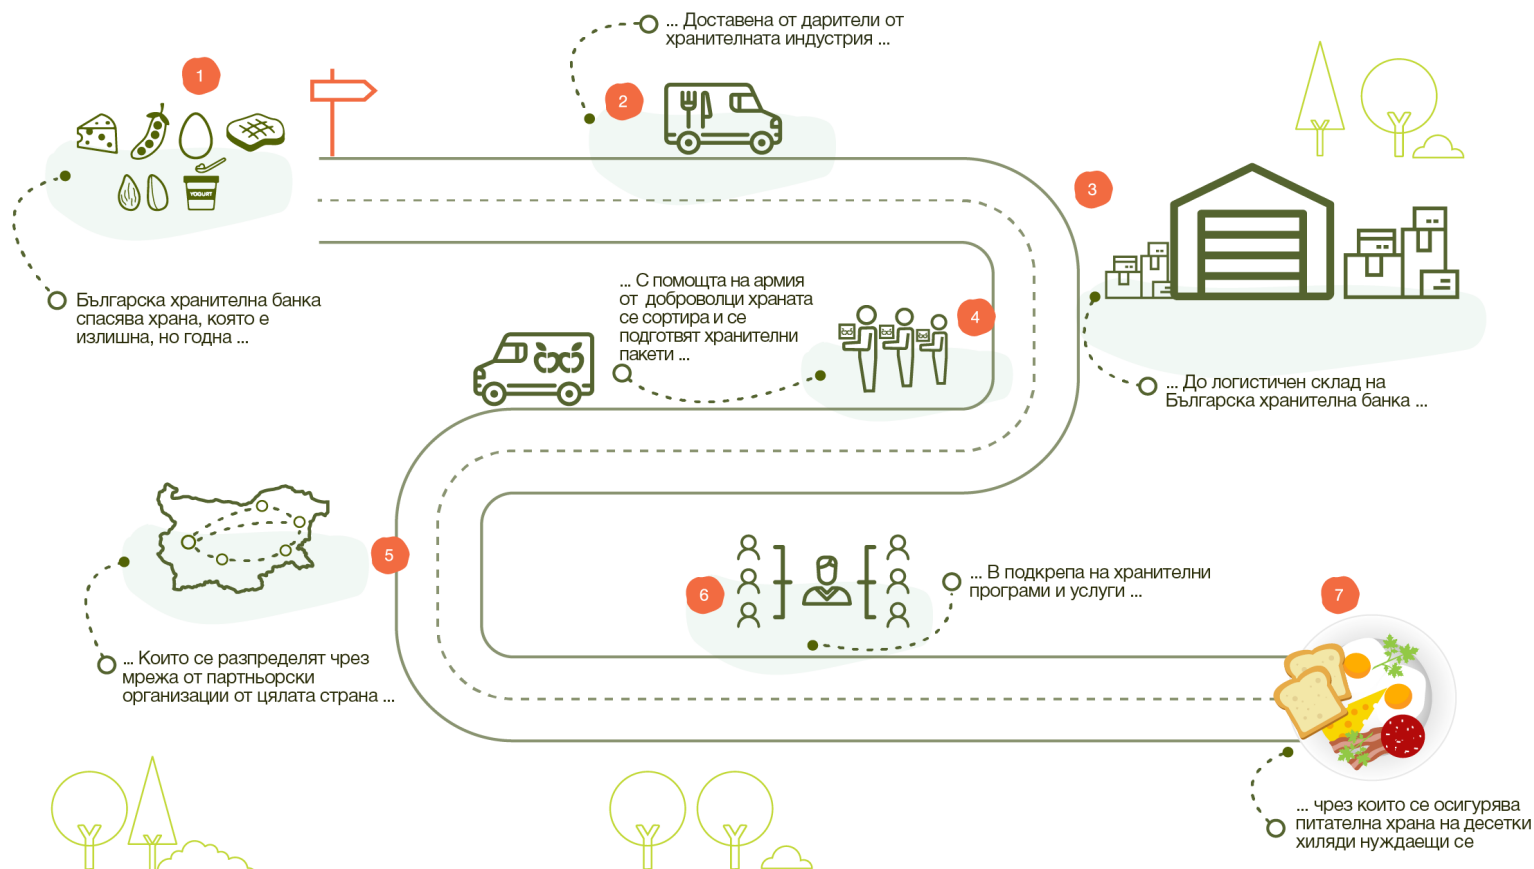 1
YOGURT
Българска хранителна банка
спасява храна, която е
излишна, но годна ...
2
... Доставена от дарители от
хранителната индустрия ...
3
... До логистичен склад на
Българска хранителна банка ...
4
... С помощта на армия
от доброволци храната
се сортира и се
подготвят хранителни
пакети ...
5
... Които се разпределят чрез
мрежа от партньорски
организации от цялата страна ...
6
... В подкрепа на хранителни
програми и услуги ...
7
... чрез които се осигурява
питателна храна на десетки
хиляди нуждаещи се